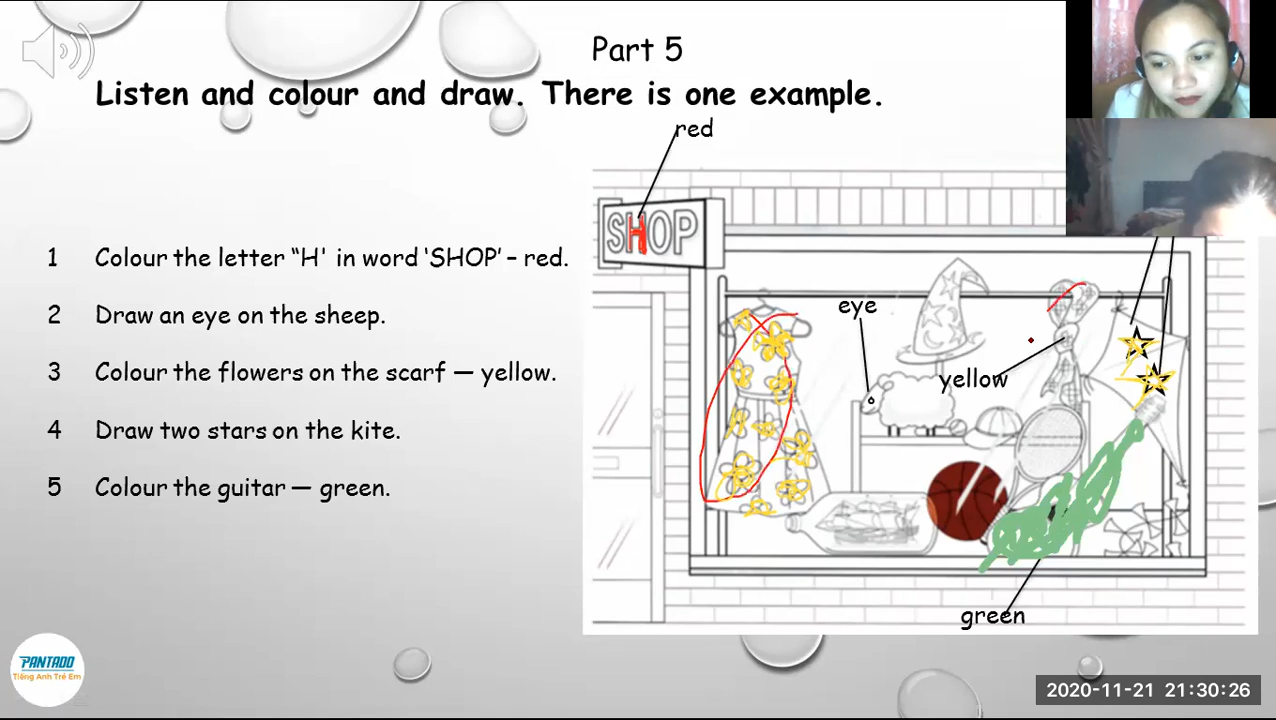 Part 5
Listen and colour and draw. There is one example.
red
SHOP
1 Colour the letter “H' in word ‘SHOP’ – red.
2 Draw an eye on the sheep.
3 Colour the flowers on the scarf — yellow.
4 Draw two stars on the kite.
5 Colour the guitar — green.
eye
yellow
green
PANTADO
Tiếng Anh Trẻ Em
2020-11-21 21:30:26